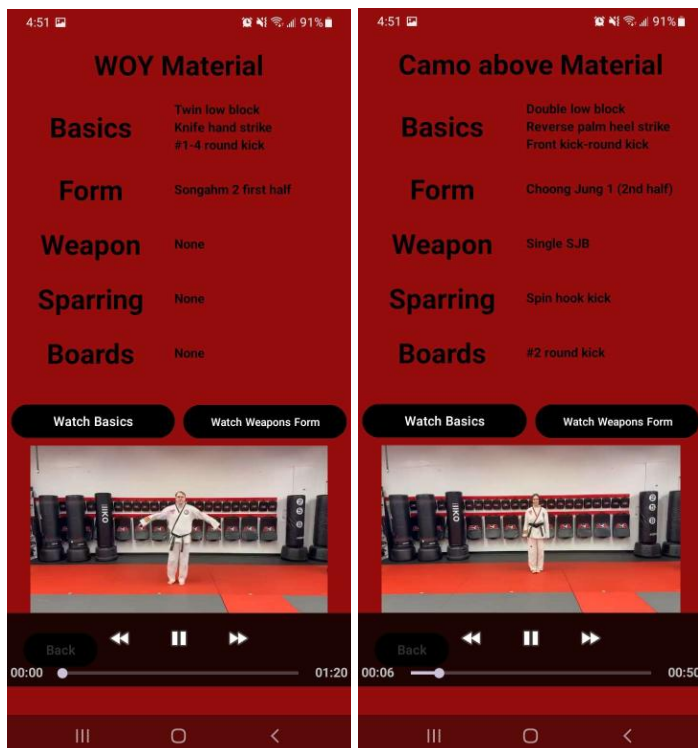 4:51 91%
WOY Material
Basics
Twin low block
Knife hand strike
#1-4 round kick
Form
Songahm 2 first half
Weapon
None
Sparring
None
Boards
None
Watch Basics
Watch Weapons Form
KO
Back
00:00 01:20
4:51 91%
Camo above Material
Basics
Double low block
Reverse palm heel strike
Front kick-round kick
Form
Choong Jung 1 (2nd half)
Weapon
Single SJB
Sparring
Spin hook kick
Boards
#2 round kick
Watch Basics
Watch Weapons Form
Back
00:06 00:50